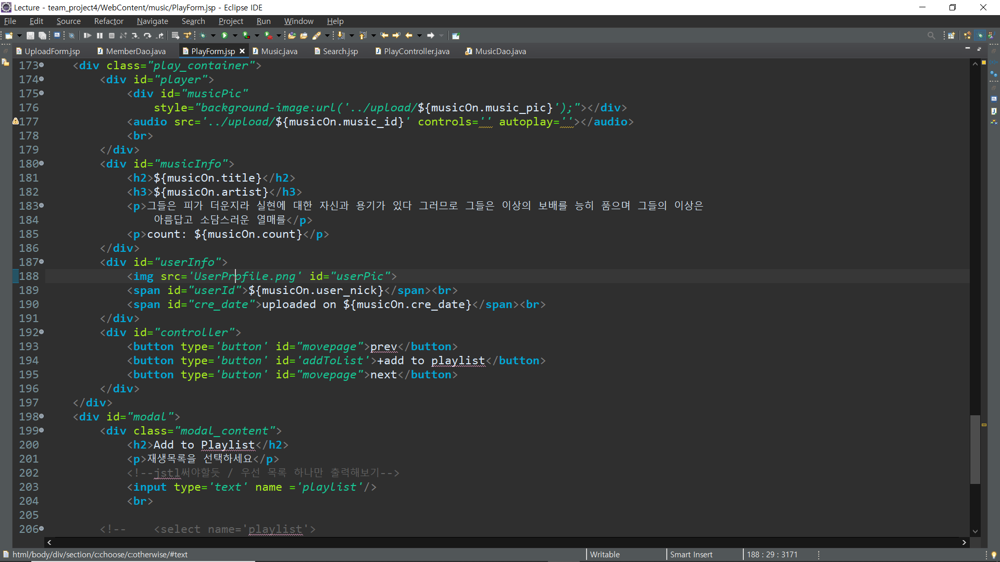 Lecture - team_project4/WebContent/music/PlayForm.jsp - Eclipse IDE
File Edit Source Refactor Navigate Search Project Run Window Help
UploadForm.jsp MemberDao.java PlayForm.jsp Music.java Search.jsp PlayController.java MusicDao.java
173 <div class="play_container">
174 <div id="player">
175 <div id="musicPic"
176 style="background-image:url('../upload/${musicOn.music_pic}');"></div>
177 <audio src='../upload/${musicOn.music_id}' controls='' autoplay=''></audio>
178 <br>
179 </div>
180 <div id="musicInfo">
181 <h2>${musicOn.title}</h2>
182 <h3>${musicOn.artist}</h3>
183 <p>그들은 피가 더운지라 실현에 대한 자신과 용기가 있다 그러므로 그들은 이상의 보배를 능히 품으며 그들의 이상은
184 아름답고 소담스러운 열매를</p>
185 <p>count: ${musicOn.count}</p>
186 </div>
187 <div id="userInfo">
188 <img src='UserProfile.png' id="userPic">
189 <span id="userId">${musicOn.user_nick}</span><br>
190 <span id="cre_date">uploaded on ${musicOn.cre_date}</span><br>
191 </div>
192 <div id="controller">
193 <button type='button' id="movepage">prev</button>
194 <button type='button' id='addToList'>+add to playlist</button>
195 <button type='button' id="movepage">next</button>
196 </div>
197 </div>
198 <div id="modal">
199 <div class="modal_content">
200 <h2>Add to Playlist</h2>
201 <p>재생목록을 선택하세요</p>
202 <!--jstl써야할듯 / 우선 목록 하나만 출력해보기-->
203 <input type='text' name ='playlist'/>
204 <br>
205
206 <!-- <select name='playlist'>
html/body/div/section/c:choose/c:otherwise/#text Writable Smart Insert 188 : 29 : 3171